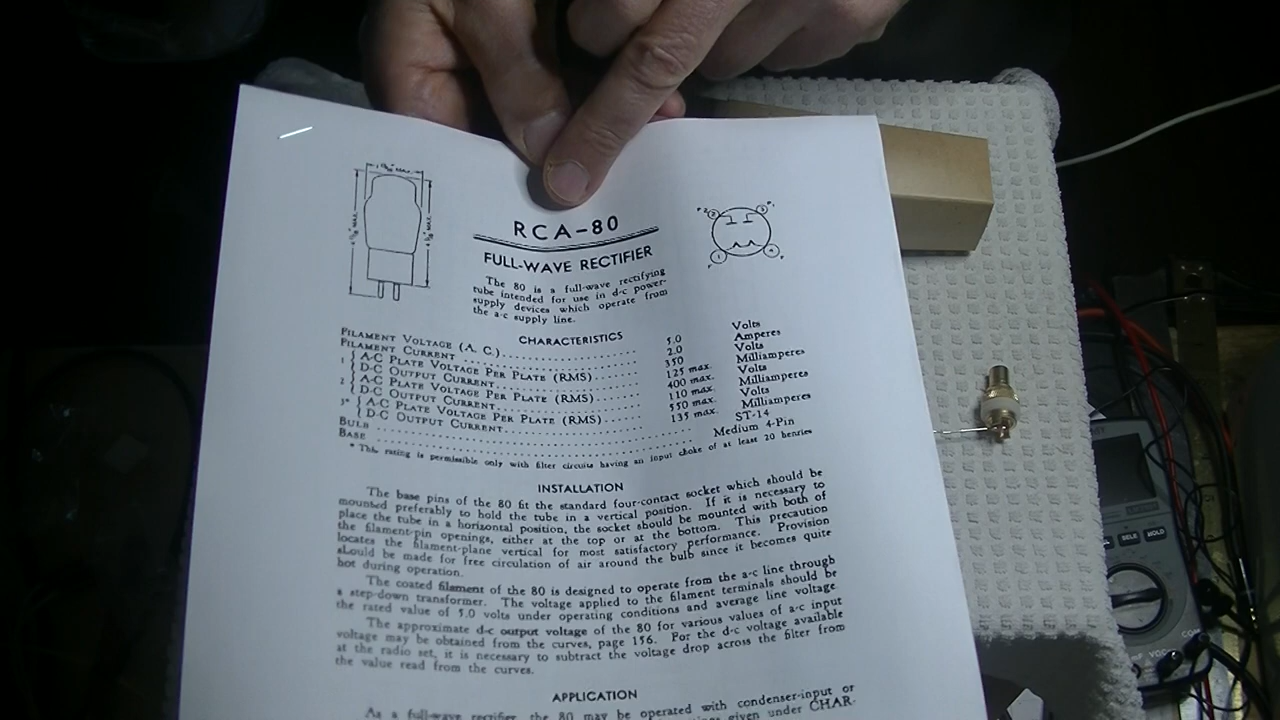 RCA-80
FULL-WAVE RECTIFIER
The 80 is a full-wave rectifying
tube intended for use in d-c power-
supply devices which operate from
the a-c supply line.
CHARACTERISTICS
FILAMENT VOLTAGE (A. C.) 5.0 Volts
FILAMENT CURRENT 2.0 Amperes
1 { A-C PLATE VOLTAGE PER PLATE (RMS) 350 Volts
D-C OUTPUT CURRENT 125 max. Milliamperes
2 { A-C PLATE VOLTAGE PER PLATE (RMS) 400 max. Volts
D-C OUTPUT CURRENT 110 max. Milliamperes
3* { A-C PLATE VOLTAGE PER PLATE (RMS) 550 max. Volts
D-C OUTPUT CURRENT 135 max. Milliamperes
BULB ST-14
BASE Medium 4-Pin
* This rating is permissible only with filter circuits having an input choke of at least 20 henries
INSTALLATION
The base pins of the 80 fit the standard four-contact socket which should be
mounted preferably to hold the tube in a vertical position. If it is necessary to
place the tube in a horizontal position, the socket should be mounted with both of
the filament-pin openings, either at the top or at the bottom. This precaution
locates the filament-plane vertical for most satisfactory performance. Provision
should be made for free circulation of air around the bulb since it becomes quite
hot during operation.
The coated filament of the 80 is designed to operate from the a-c line through
a step-down transformer. The voltage applied to the filament terminals should be
the rated value of 5.0 volts under operating conditions and average line voltage
The approximate d-c output voltage of the 80 for various values of a-c input
voltage may be obtained from the curves, page 156. For the d-c voltage available
at the radio set, it is necessary to subtract the voltage drop across the filter from
the value read from the curves.
APPLICATION
As a full-wave rectifier, the 80 may be operated with condenser-input or
given under CHAR-
SELE
HOLD
COM